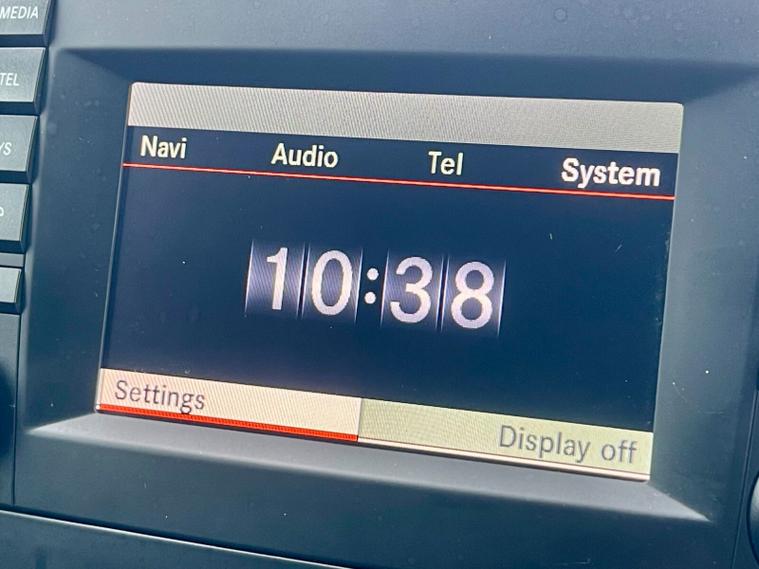 MEDIA
TEL
Navi Audio Tel System
10:38
Settings Display off